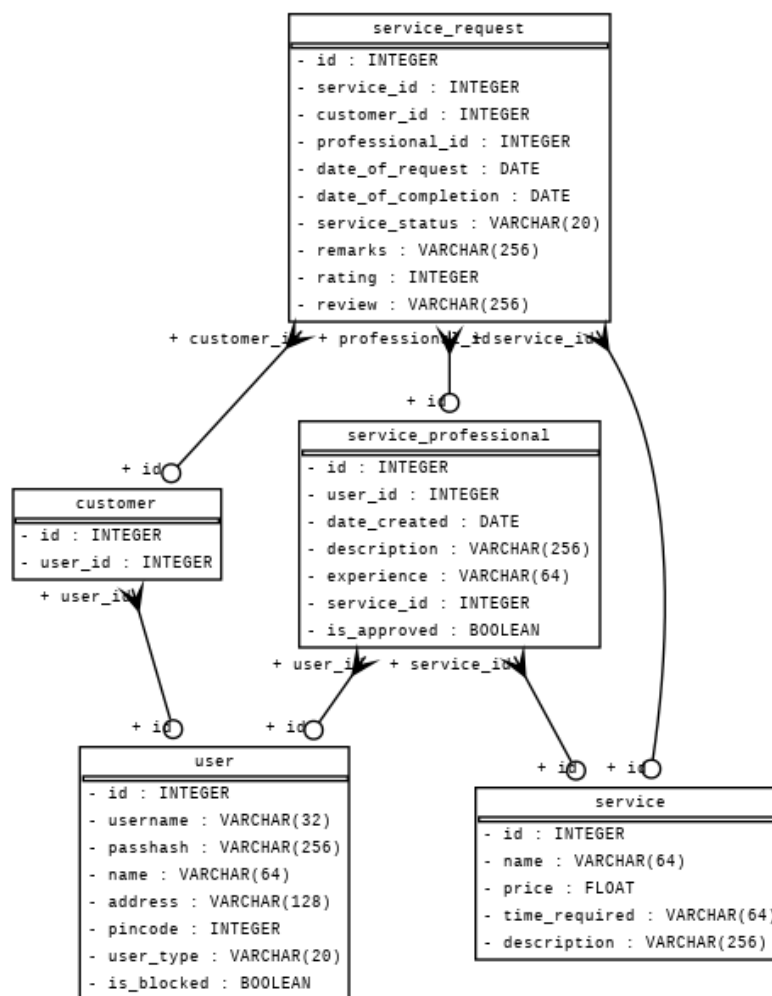 service_request
- id : INTEGER
- service_id : INTEGER
- customer_id : INTEGER
- professional_id : INTEGER
- date_of_request : DATE
- date_of_completion : DATE
- service_status : VARCHAR(20)
- remarks : VARCHAR(256)
- rating : INTEGER
- review : VARCHAR(256)
+ customer_id + professional_id + service_id
+ id
service_professional
- id : INTEGER
- user_id : INTEGER
- date_created : DATE
- description : VARCHAR(256)
- experience : VARCHAR(64)
- service_id : INTEGER
- is_approved : BOOLEAN
+ id
customer
- id : INTEGER
- user_id : INTEGER
+ user_id
+ user_id + service_id
+ id
+ id
user
- id : INTEGER
- username : VARCHAR(32)
- passhash : VARCHAR(256)
- name : VARCHAR(64)
- address : VARCHAR(128)
- pincode : INTEGER
- user_type : VARCHAR(20)
- is_blocked : BOOLEAN
+ id
+ id
service
- id : INTEGER
- name : VARCHAR(64)
- price : FLOAT
- time_required : VARCHAR(64)
- description : VARCHAR(256)